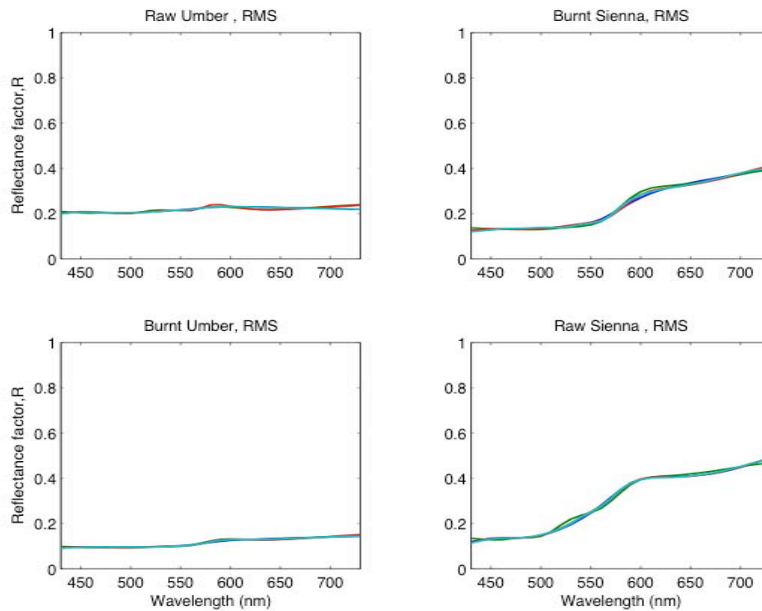 Raw Umber , RMS
Burnt Sienna, RMS
Reflectance factor,R
1
0.8
0.6
0.4
0.2
0
450 500 550 600 650 700
1
0.8
0.6
0.4
0.2
0
450 500 550 600 650 700
Burnt Umber, RMS
Raw Sienna , RMS
Reflectance factor,R
1
0.8
0.6
0.4
0.2
0
450 500 550 600 650 700
Wavelength (nm)
1
0.8
0.6
0.4
0.2
0
450 500 550 600 650 700
Wavelength (nm)